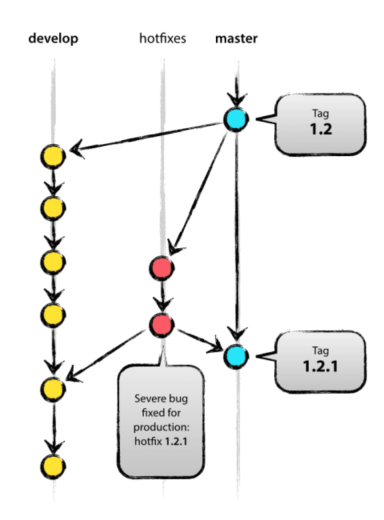 develop
hotfixes
master
Tag
1.2
Tag
1.2.1
Severe bug
fixed for
production:
hotfix 1.2.1